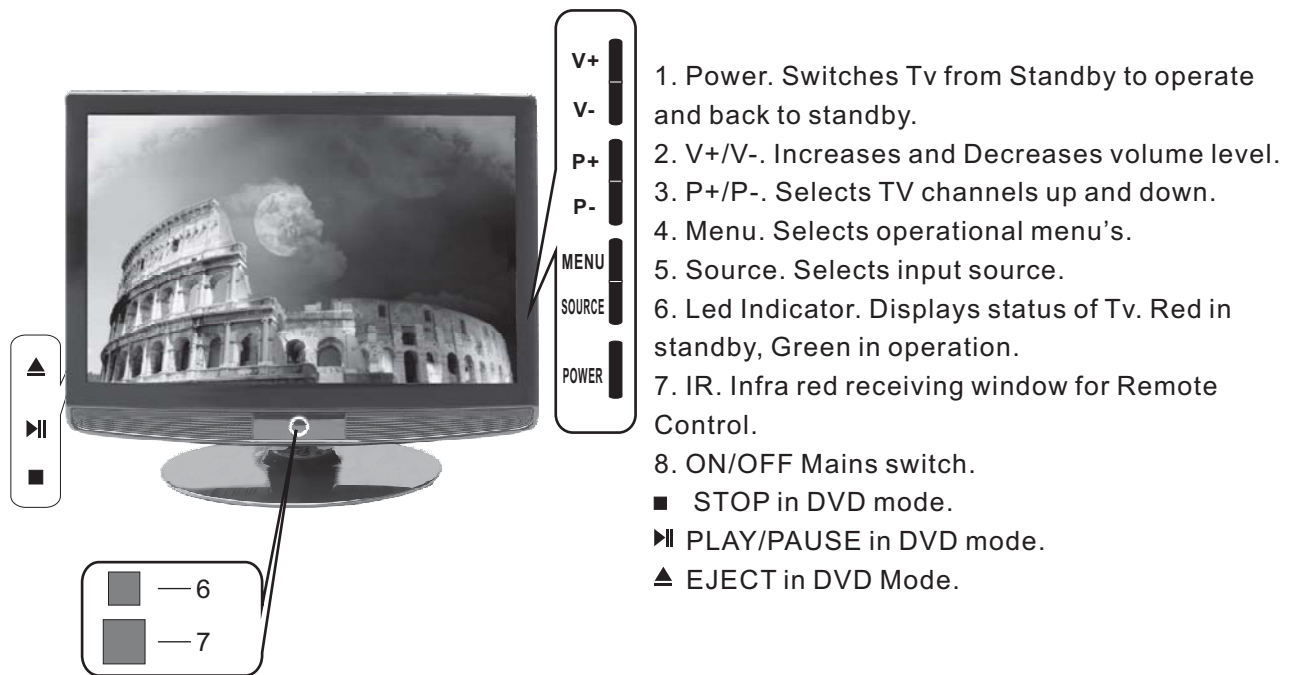 V+
V-
P+
P-
MENU
SOURCE
POWER
1. Power. Switches Tv from Standby to operate
and back to standby.
2. V+/V-. Increases and Decreases volume level.
3. P+/P-. Selects TV channels up and down.
4. Menu. Selects operational menu’s.
5. Source. Selects input source.
6. Led Indicator. Displays status of Tv. Red in
standby, Green in operation.
7. IR. Infra red receiving window for Remote
Control.
8. ON/OFF Mains switch.
■ STOP in DVD mode.
⏯ PLAY/PAUSE in DVD mode.
⏏ EJECT in DVD Mode.
6
7